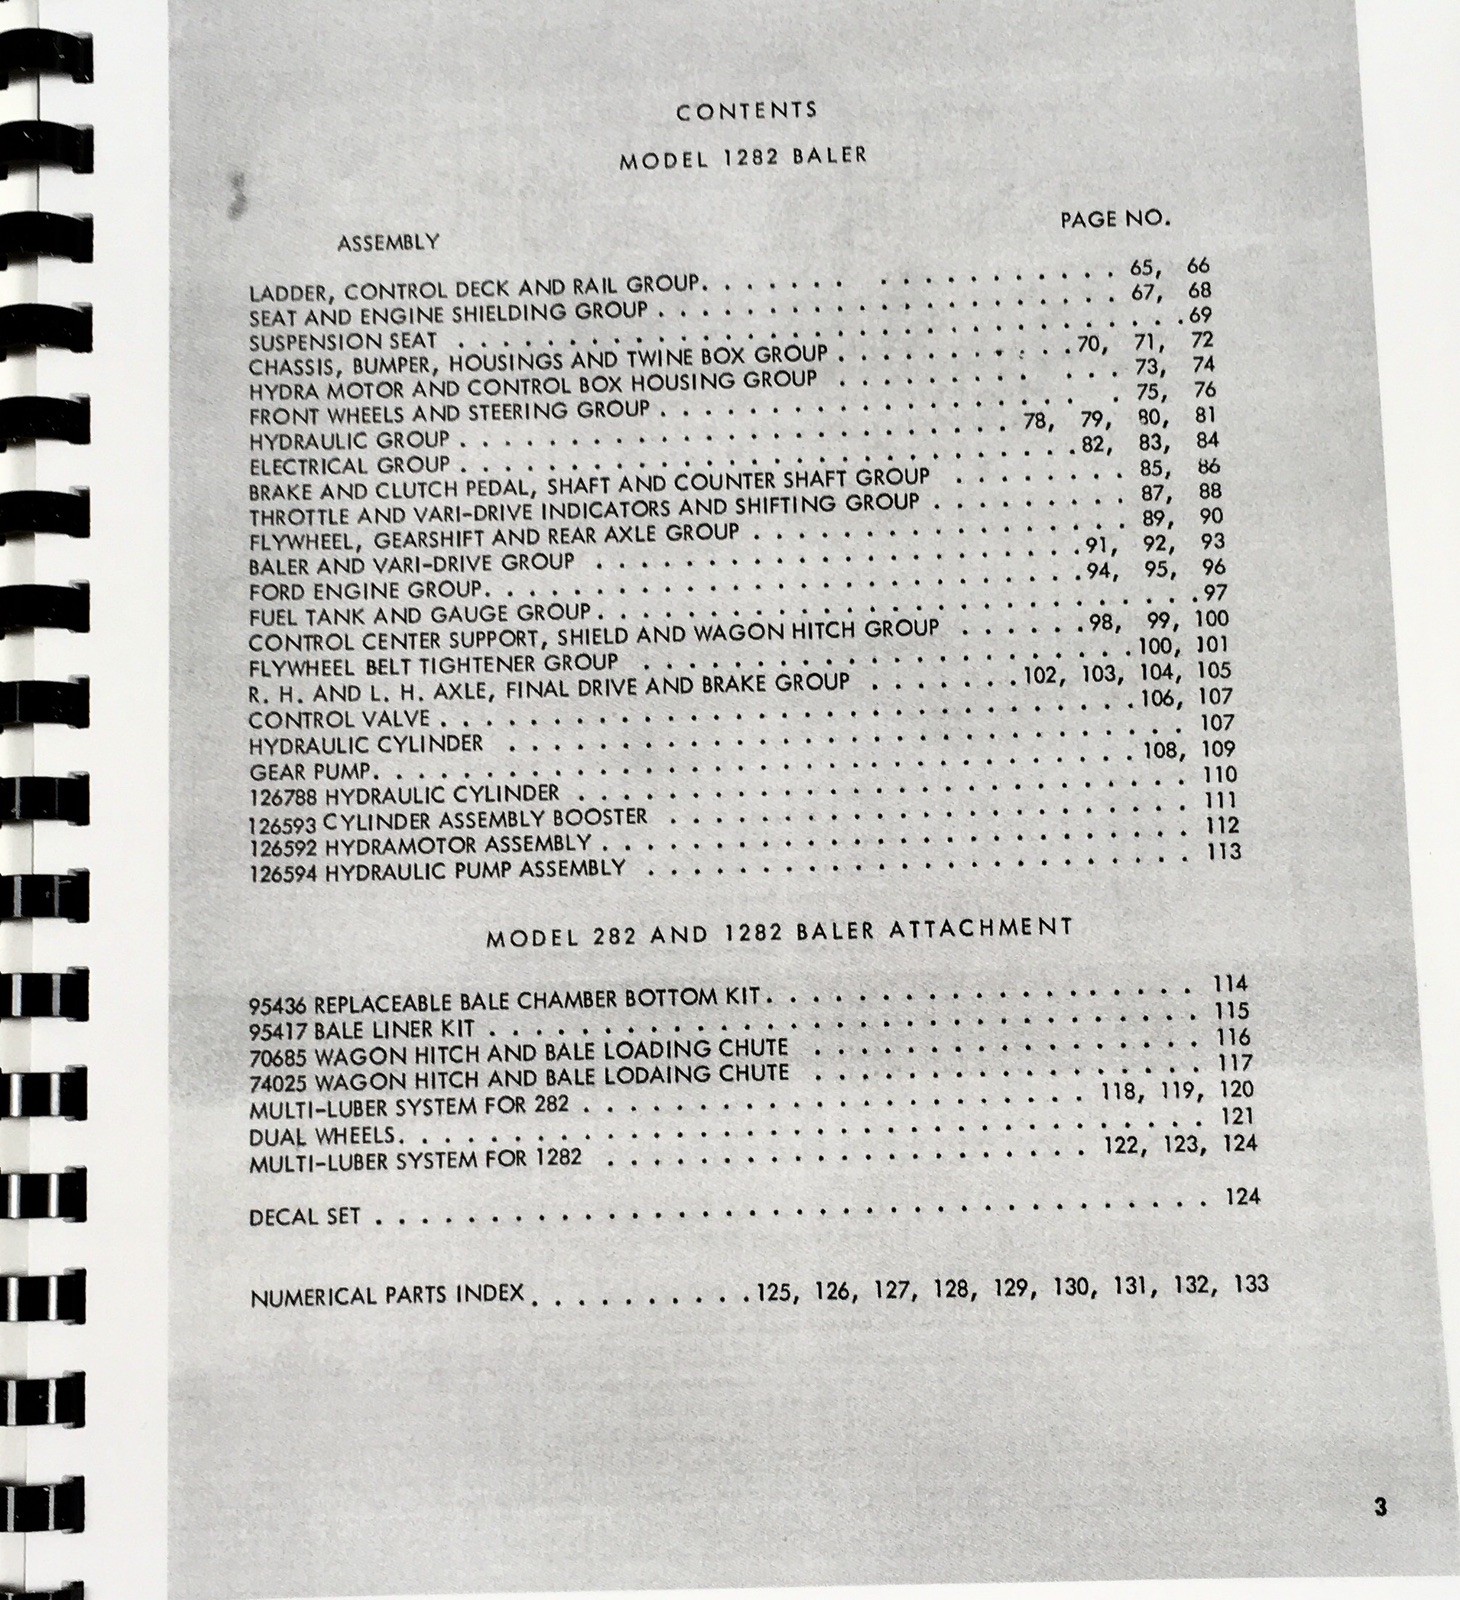 CONTENTS
MODEL 1282 BALER
PAGE NO.
ASSEMBLY
LADDER, CONTROL DECK AND RAIL GROUP. . . . . . . . . . . . . . . . . 65, 66
SEAT AND ENGINE SHIELDING GROUP . . . . . . . . . . . . . . . . . . . . 67, 68
SUSPENSION SEAT . . . . . . . . . . . . . . . . . . . . . . . . . 69
CHASSIS, BUMPER, HOUSINGS AND TWINE BOX GROUP . . . . . . . . . 70, 71, 72
HYDRA MOTOR AND CONTROL BOX HOUSING GROUP . . . . . . . . . . 73, 74
FRONT WHEELS AND STEERING GROUP . . . . . . . . . . . . . . . . 75, 76
HYDRAULIC GROUP . . . . . . . . . . . . . . . . . . . 78, 79, 80, 81
ELECTRICAL GROUP . . . . . . . . . . . . . . . . . . . . . 82, 83, 84
BRAKE AND CLUTCH PEDAL, SHAFT AND COUNTER SHAFT GROUP . . . . . . . 85, 86
THROTTLE AND VARI-DRIVE INDICATORS AND SHIFTING GROUP . . . . . . . 87, 88
FLYWHEEL, GEARSHIFT AND REAR AXLE GROUP . . . . . . . . . . . . . 89, 90
BALER AND VARI-DRIVE GROUP . . . . . . . . . . . . . . . . . 91, 92, 93
FORD ENGINE GROUP. . . . . . . . . . . . . . . . . . . . . 94, 95, 96
FUEL TANK AND GAUGE GROUP . . . . . . . . . . . . . . . . . . . . . 97
CONTROL CENTER SUPPORT, SHIELD AND WAGON HITCH GROUP . . . . . . 98, 99, 100
FLYWHEEL BELT TIGHTENER GROUP . . . . . . . . . . . . . . . . . 100, 101
R. H. AND L. H. AXLE, FINAL DRIVE AND BRAKE GROUP . . . . . . . 102, 103, 104, 105
CONTROL VALVE . . . . . . . . . . . . . . . . . . . . . . . . 106, 107
HYDRAULIC CYLINDER . . . . . . . . . . . . . . . . . . . . . . . 107
GEAR PUMP. . . . . . . . . . . . . . . . . . . . . . . . . . 108, 109
126788 HYDRAULIC CYLINDER . . . . . . . . . . . . . . . . . . . . . 110
126593 CYLINDER ASSEMBLY BOOSTER . . . . . . . . . . . . . . . . . . 111
126592 HYDRAMOTOR ASSEMBLY . . . . . . . . . . . . . . . . . . . . 112
126594 HYDRAULIC PUMP ASSEMBLY . . . . . . . . . . . . . . . . . . . 113
MODEL 282 AND 1282 BALER ATTACHMENT
95436 REPLACEABLE BALE CHAMBER BOTTOM KIT. . . . . . . . . . . . . . . 114
95417 BALE LINER KIT . . . . . . . . . . . . . . . . . . . . . . . . . 115
70685 WAGON HITCH AND BALE LOADING CHUTE . . . . . . . . . . . . . . 116
74025 WAGON HITCH AND BALE LODAING CHUTE . . . . . . . . . . . . . . 117
MULTI-LUBER SYSTEM FOR 282 . . . . . . . . . . . . . . . . . 118, 119, 120
DUAL WHEELS. . . . . . . . . . . . . . . . . . . . . . . . . . . . 121
MULTI-LUBER SYSTEM FOR 1282 . . . . . . . . . . . . . . . . 122, 123, 124
DECAL SET . . . . . . . . . . . . . . . . . . . . . . . . . . . . 124
NUMERICAL PARTS INDEX . . . . . . . . . . . 125, 126, 127, 128, 129, 130, 131, 132, 133
3